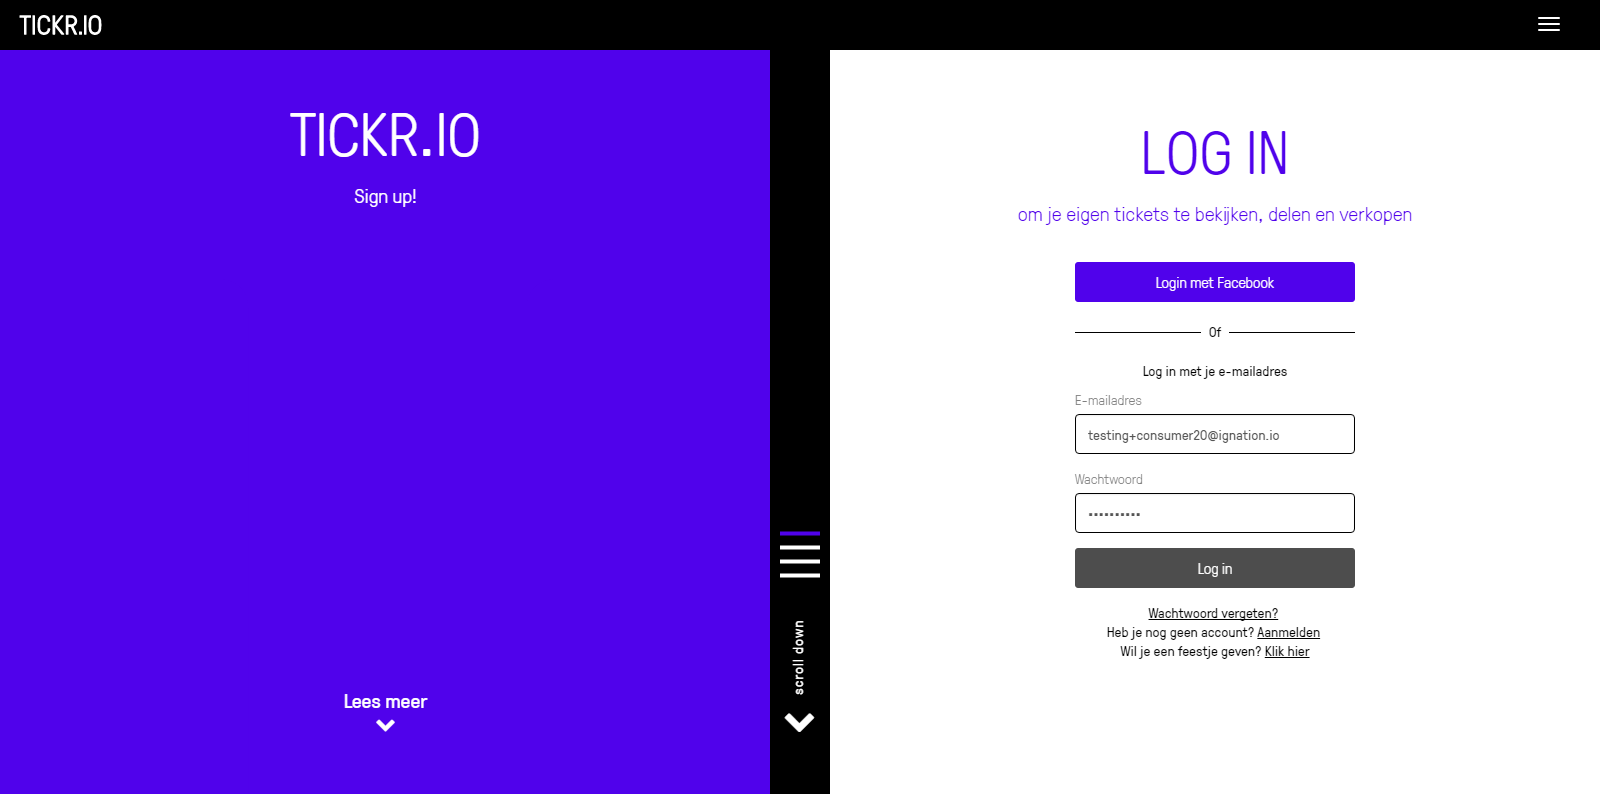 TICKR.IO
TICKR.IO
Sign up!
Lees meer
scroll down
LOG IN
om je eigen tickets te bekijken, delen en verkopen
Login met Facebook
Of
Log in met je e-mailadres
E-mailadres
testing+consumer20@ignation.io
Wachtwoord
Log in
Wachtwoord vergeten?
Heb je nog geen account? Aanmelden
Wil je een feestje geven? Klik hier